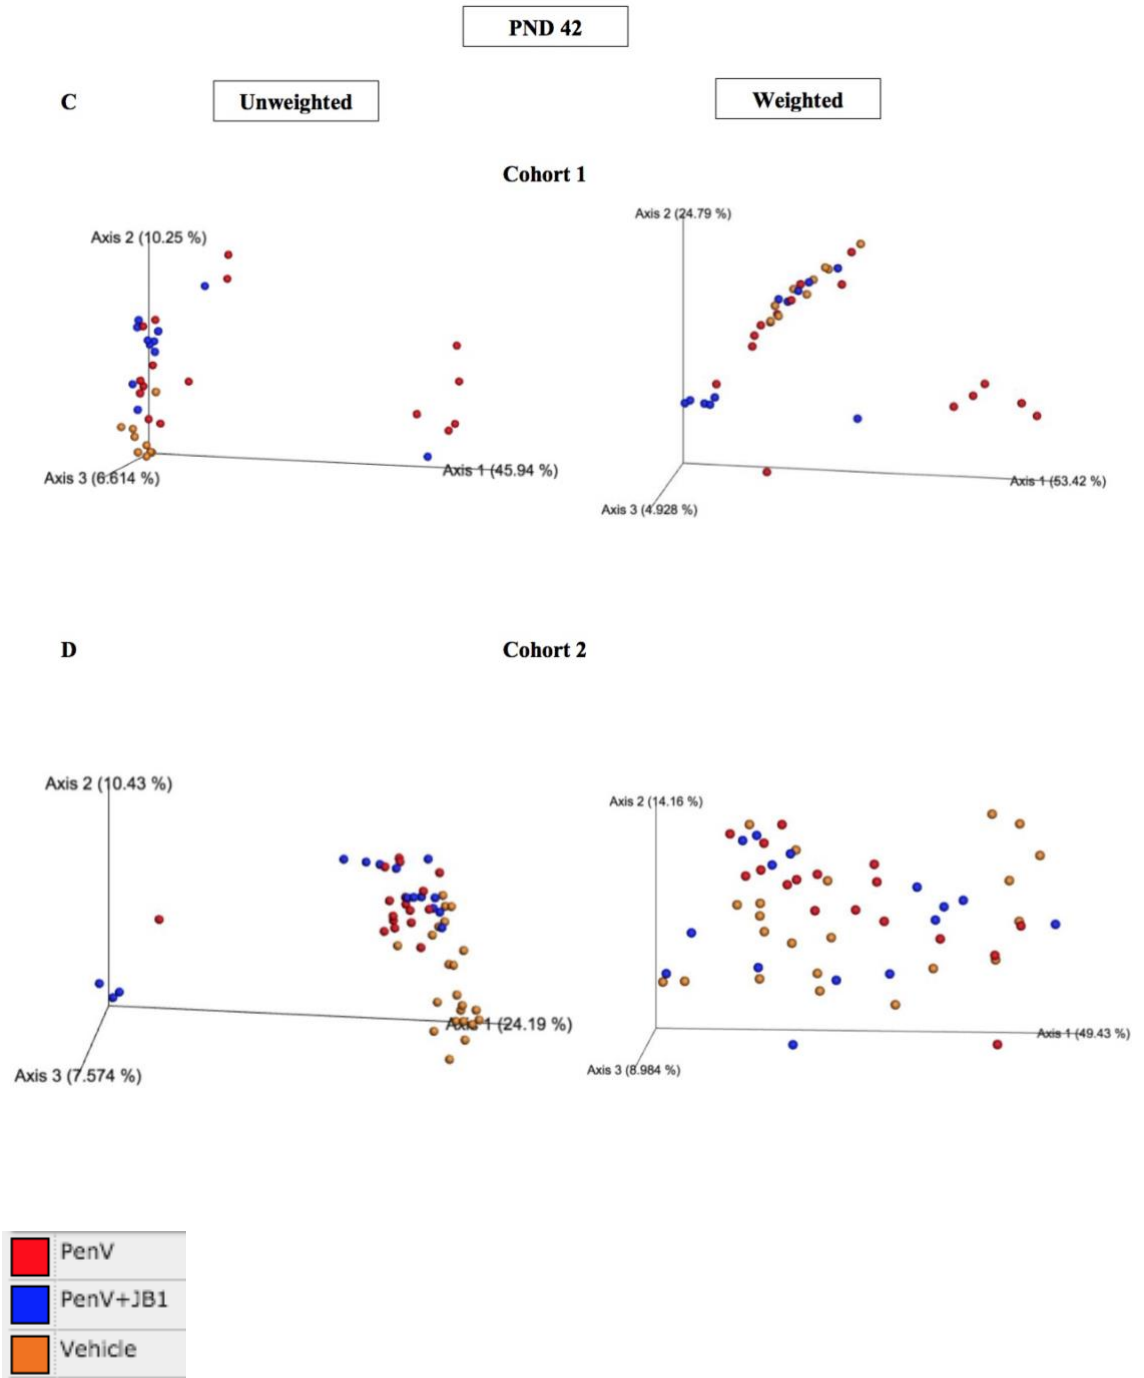 PND 42
C
Unweighted
Weighted
Cohort 1
Axis 2 (10.25 %)
Axis 3 (6.614 %)
Axis 1 (45.94 %)
Axis 2 (24.79 %)
Axis 3 (4.928 %)
Axis 1 (53.42 %)
D
Cohort 2
Axis 2 (10.43 %)
Axis 3 (7.574 %)
Axis 1 (24.19 %)
Axis 2 (14.16 %)
Axis 3 (8.984 %)
Axis 1 (49.43 %)
PenV
PenV+JB1
Vehicle